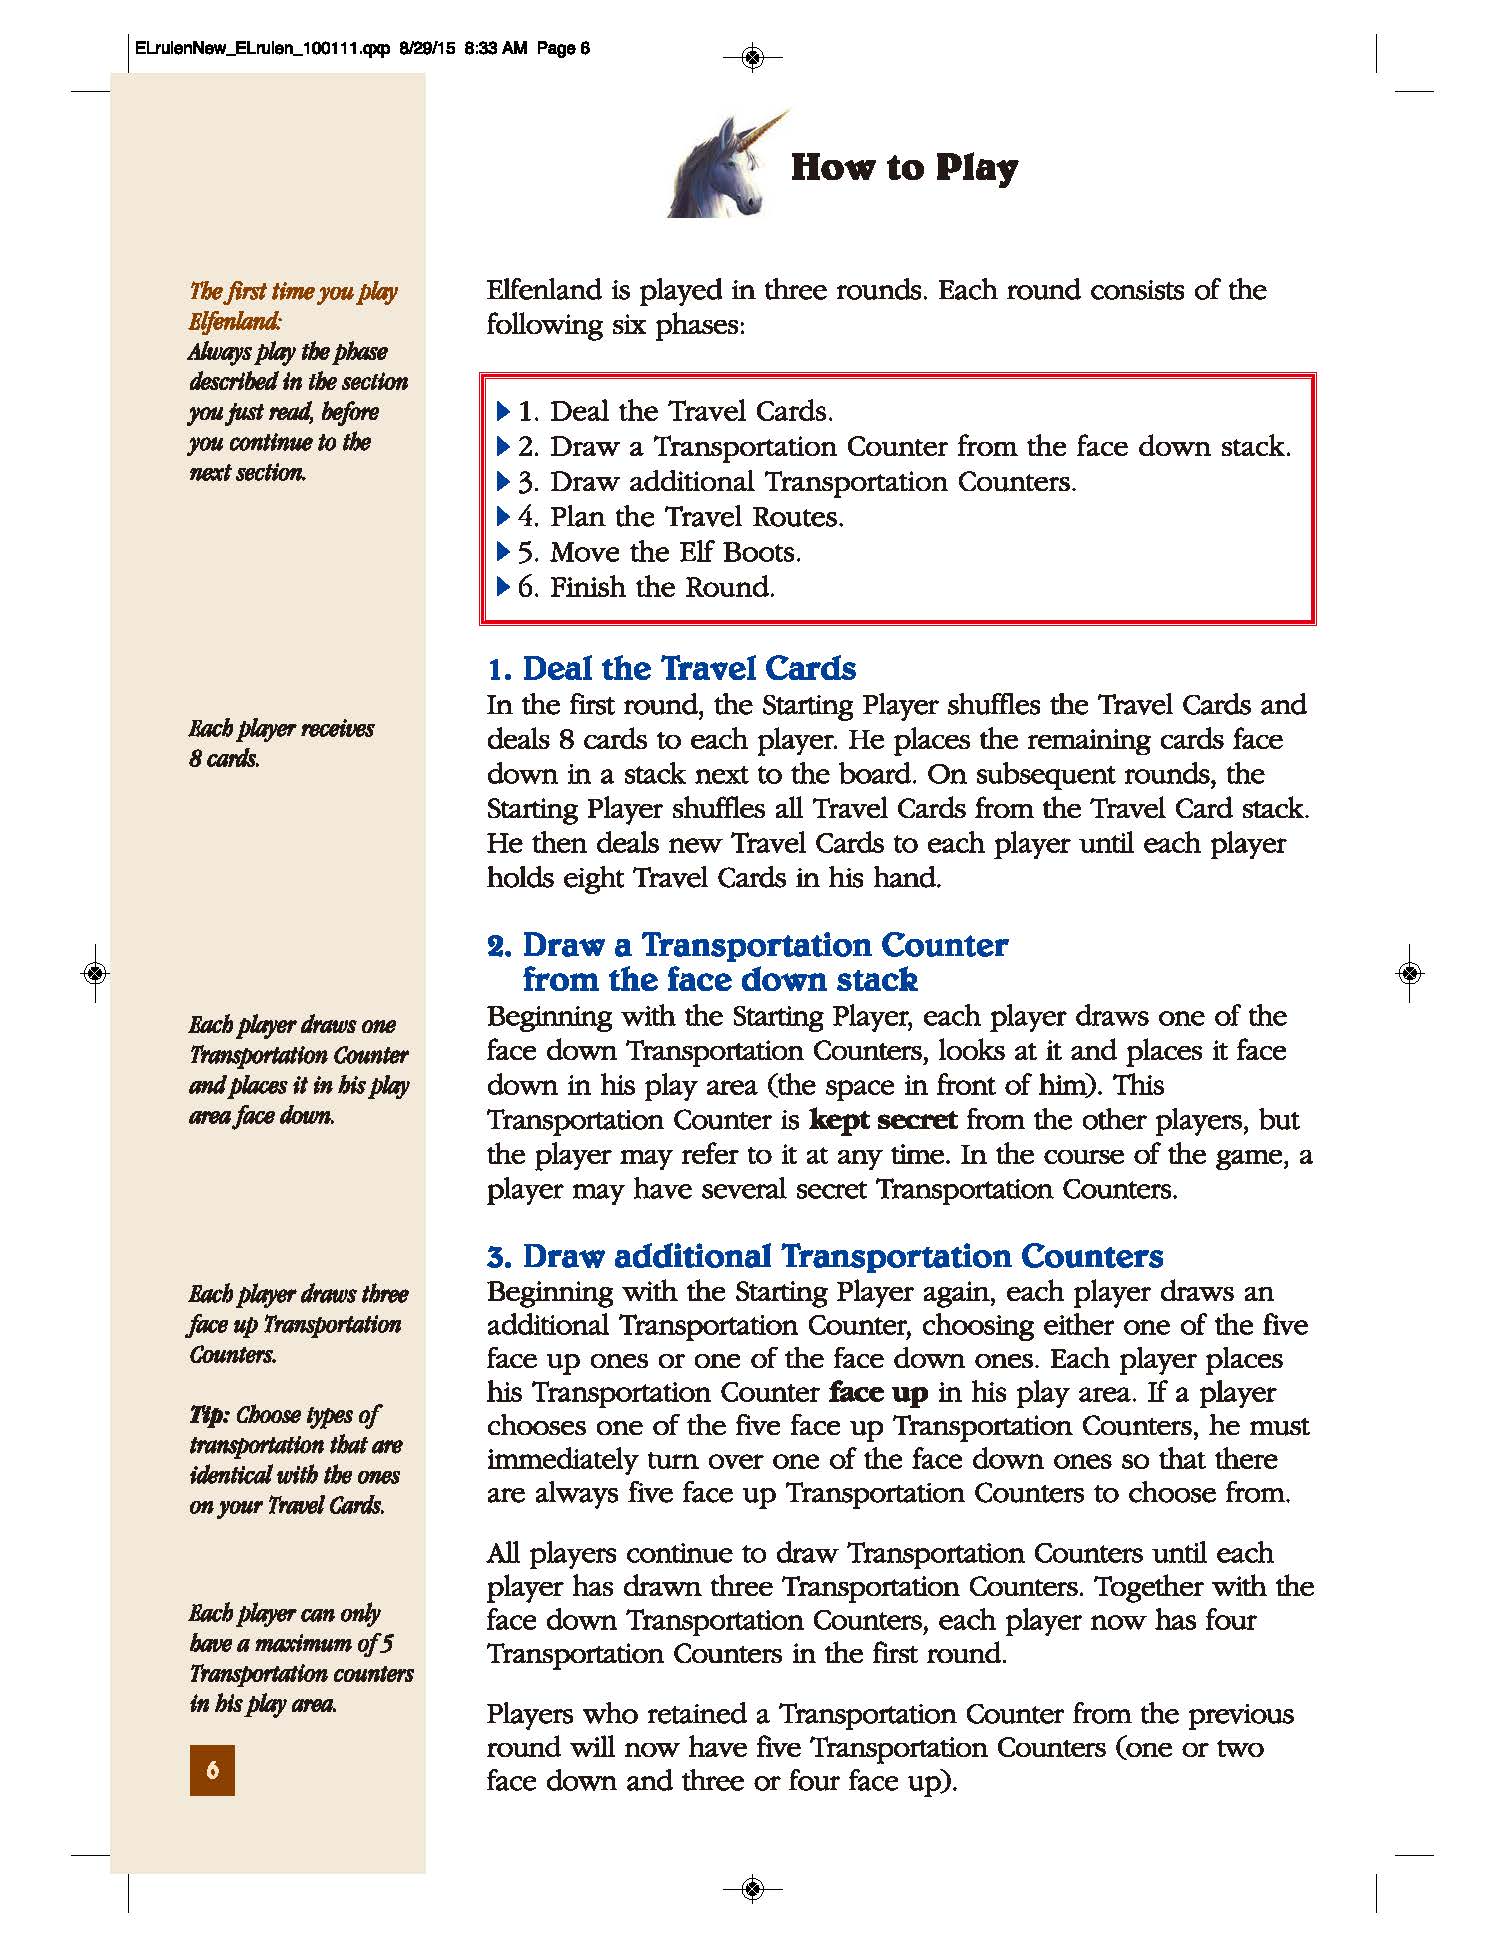 ELrulenNew_ELrulen_100111.qxp 8/29/15 8:33 AM Page 6
How to Play
The first time you play
Elfenland:
Always play the phase
described in the section
you just read, before
you continue to the
next section.
Elfenland is played in three rounds. Each round consists of the
following six phases:
1. Deal the Travel Cards.
2. Draw a Transportation Counter from the face down stack.
3. Draw additional Transportation Counters.
4. Plan the Travel Routes.
5. Move the Elf Boots.
6. Finish the Round.
1. Deal the Travel Cards
In the first round, the Starting Player shuffles the Travel Cards and
deals 8 cards to each player. He places the remaining cards face
down in a stack next to the board. On subsequent rounds, the
Starting Player shuffles all Travel Cards from the Travel Card stack.
He then deals new Travel Cards to each player until each player
holds eight Travel Cards in his hand.
Each player receives
8 cards.
2. Draw a Transportation Counter
from the face down stack
Beginning with the Starting Player, each player draws one of the
face down Transportation Counters, looks at it and places it face
down in his play area (the space in front of him). This
Transportation Counter is kept secret from the other players, but
the player may refer to it at any time. In the course of the game, a
player may have several secret Transportation Counters.
Each player draws one
Transportation Counter
and places it in his play
area face down.
3. Draw additional Transportation Counters
Beginning with the Starting Player again, each player draws an
additional Transportation Counter, choosing either one of the five
face up ones or one of the face down ones. Each player places
his Transportation Counter face up in his play area. If a player
chooses one of the five face up Transportation Counters, he must
immediately turn over one of the face down ones so that there
are always five face up Transportation Counters to choose from.
Each player draws three
face up Transportation
Counters.
Tip: Choose types of
transportation that are
identical with the ones
on your Travel Cards.
All players continue to draw Transportation Counters until each
player has drawn three Transportation Counters. Together with the
face down Transportation Counters, each player now has four
Transportation Counters in the first round.
Each player can only
have a maximum of 5
Transportation counters
in his play area.
Players who retained a Transportation Counter from the previous
round will now have five Transportation Counters (one or two
face down and three or four face up).
6